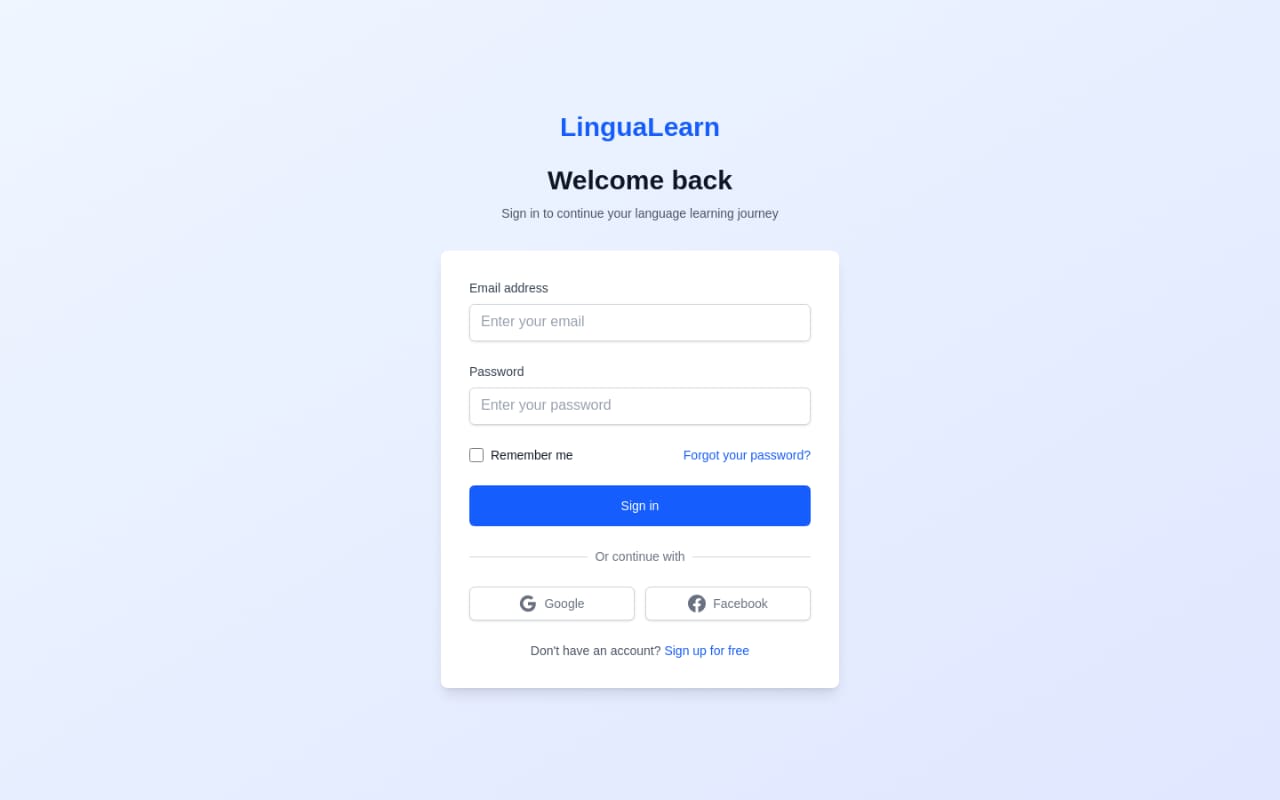 LinguaLearn
Welcome back
Sign in to continue your language learning journey
Email address
Enter your email
Password
Enter your password
Remember me
Forgot your password?
Sign in
Or continue with
Google
Facebook
Don't have an account? Sign up for free